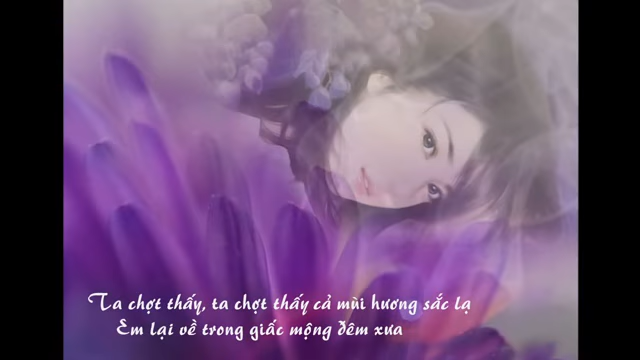 Ta chợt thấy, ta chợt thấy cả mùi hương sắc lạ
Em lại về trong giấc mộng đêm xưa